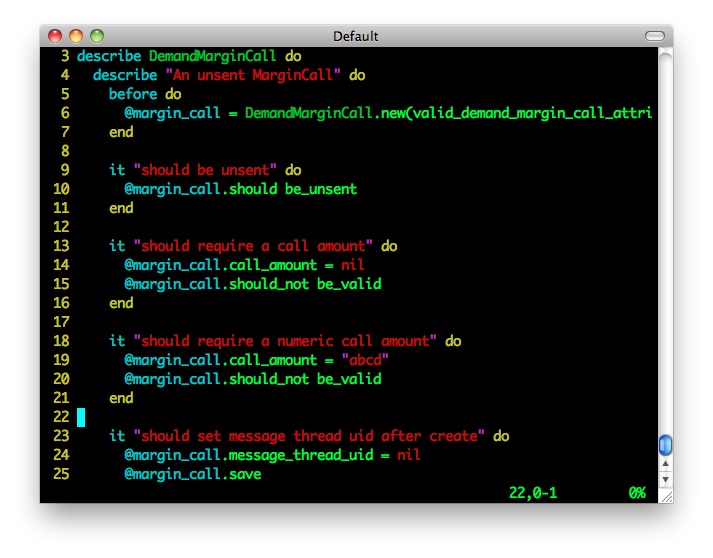 Default
3 describe DemandMarginCall do
4   describe "An unsent MarginCall" do
5     before do
6       @margin_call = DemandMarginCall.new(valid_demand_margin_call_attri
7     end
8
9     it "should be unsent" do
10       @margin_call.should be_unsent
11     end
12
13     it "should require a call amount" do
14       @margin_call.call_amount = nil
15       @margin_call.should_not be_valid
16     end
17
18     it "should require a numeric call amount" do
19       @margin_call.call_amount = "abcd"
20       @margin_call.should_not be_valid
21     end
22
23     it "should set message thread uid after create" do
24       @margin_call.message_thread_uid = nil
25       @margin_call.save
22,0-1 0%